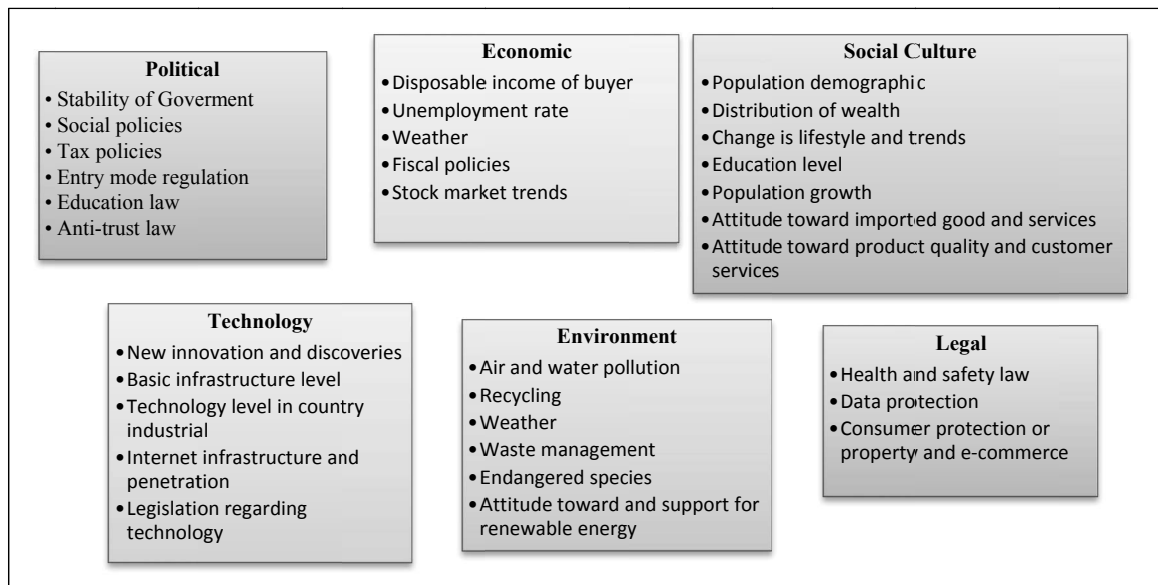 Political
• Stability of Goverment
• Social policies
• Tax policies
• Entry mode regulation
• Education law
• Anti-trust law
Economic
• Disposable income of buyer
• Unemployment rate
• Weather
• Fiscal policies
• Stock market trends
Social Culture
• Population demographic
• Distribution of wealth
• Change is lifestyle and trends
• Education level
• Population growth
• Attitude toward imported good and services
• Attitude toward product quality and customer
services
Technology
• New innovation and discoveries
• Basic infrastructure level
• Technology level in country
industrial
• Internet infrastructure and
penetration
• Legislation regarding
technology
Environment
• Air and water pollution
• Recycling
• Weather
• Waste management
• Endangered species
• Attitude toward and support for
renewable energy
Legal
• Health and safety law
• Data protection
• Consumer protection or
property and e-commerce